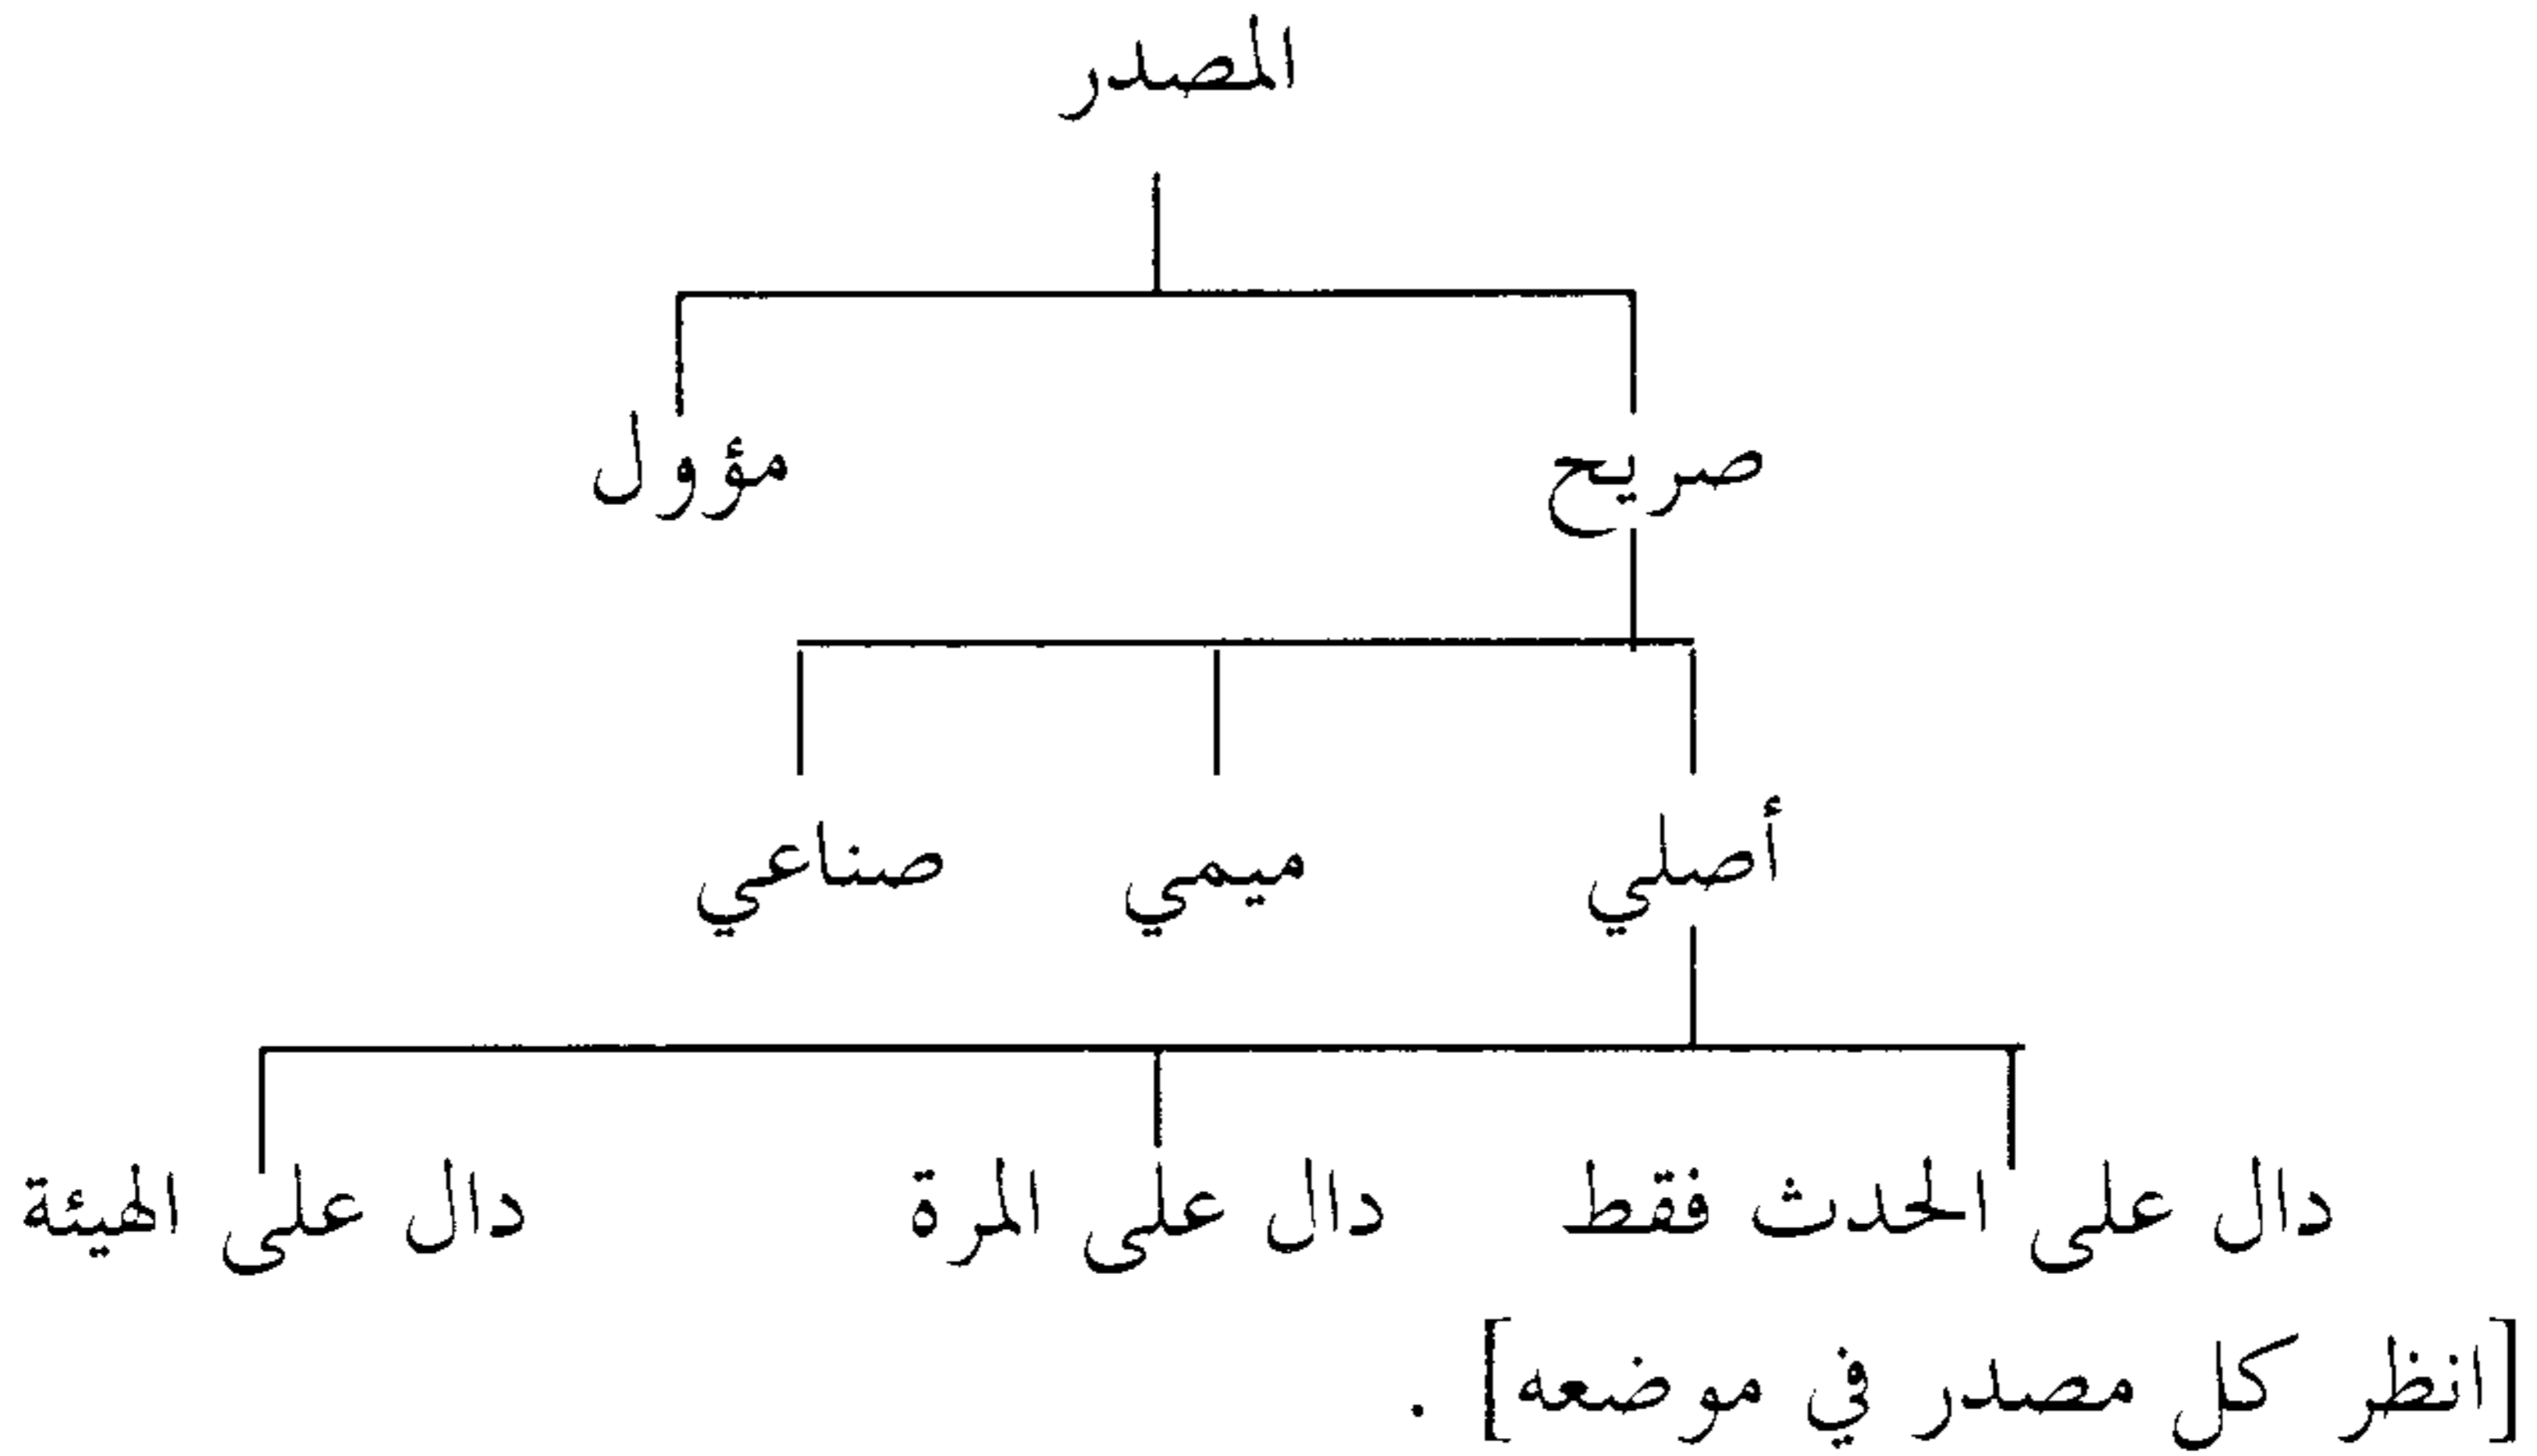 المصدر
صريح مؤول
أصلي ميمي صناعي
دال على الحدث فقط دال على المرة دال على الهيئة
[انظر كل مصدر في موضعه] .